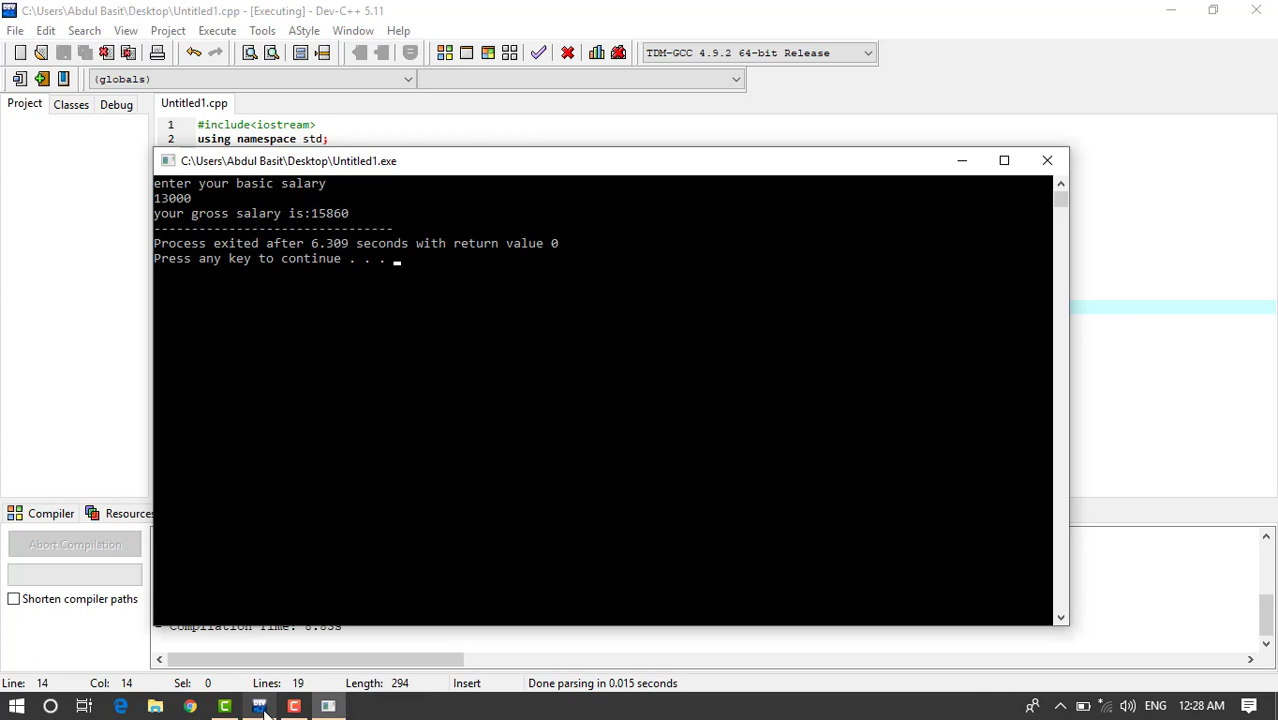 C:\Users\Abdul Basit\Desktop\Untitled1.cpp - [Executing] - Dev-C++ 5.11
File Edit Search View Project Execute Tools AStyle Window Help
TDM-GCC 4.9.2 64-bit Release
(globals)
Project Classes Debug Untitled1.cpp
1 #include<iostream>
2 using namespace std;
C:\Users\Abdul Basit\Desktop\Untitled1.exe
enter your basic salary
13000
your gross salary is:15860
--------------------------------
Process exited after 6.309 seconds with return value 0
Press any key to continue . . .
Compiler Resources
Abort Compilation
Shorten compiler paths
- Compilation Time:
Line: 14 Col: 14 Sel: 0 Lines: 19 Length: 294 Insert Done parsing in 0.015 seconds
ENG 12:28 AM